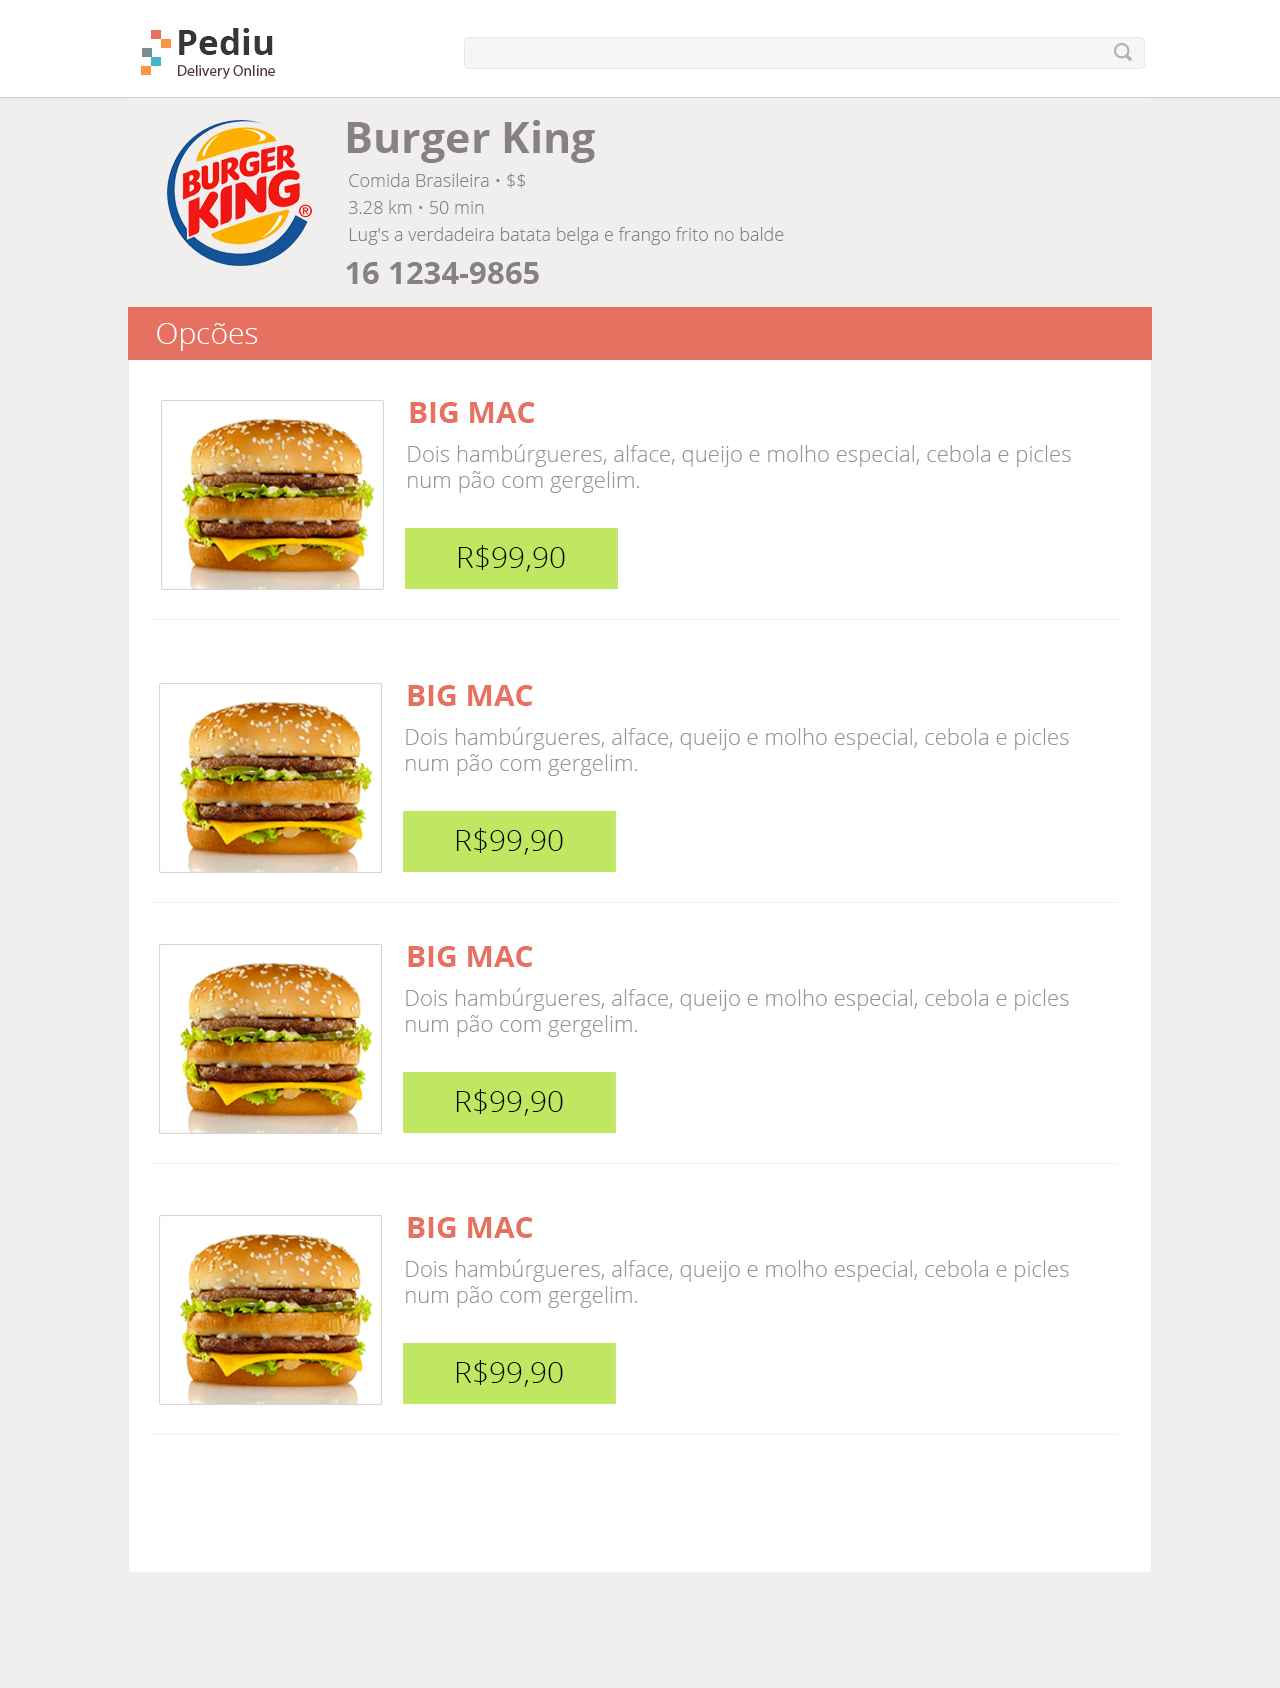 Pediu
Delivery Online
BURGER
KING
®
Burger King
Comida Brasileira • $$
3.28 km • 50 min
Lug's a verdadeira batata belga e frango frito no balde
16 1234-9865
Opcões
BIG MAC
Dois hambúrgueres, alface, queijo e molho especial, cebola e picles
num pão com gergelim.
R$99,90
BIG MAC
Dois hambúrgueres, alface, queijo e molho especial, cebola e picles
num pão com gergelim.
R$99,90
BIG MAC
Dois hambúrgueres, alface, queijo e molho especial, cebola e picles
num pão com gergelim.
R$99,90
BIG MAC
Dois hambúrgueres, alface, queijo e molho especial, cebola e picles
num pão com gergelim.
R$99,90